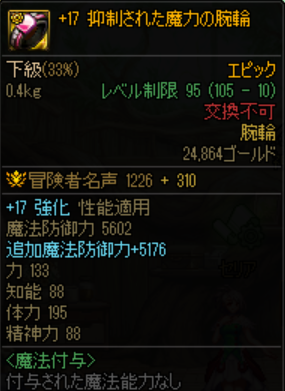 +17 抑制された魔力の腕輪
下級(33%) エピック
0.4kg レベル制限 95 (105 - 10)
交換不可
腕輪
24,864ゴールド
冒険者名声 1226 + 310
+17 強化 性能適用
魔法防御力 5602
追加魔法防御力+5176
力 133
知能 88
体力 195
精神力 88
<魔法付与>
付与された魔法能力なし